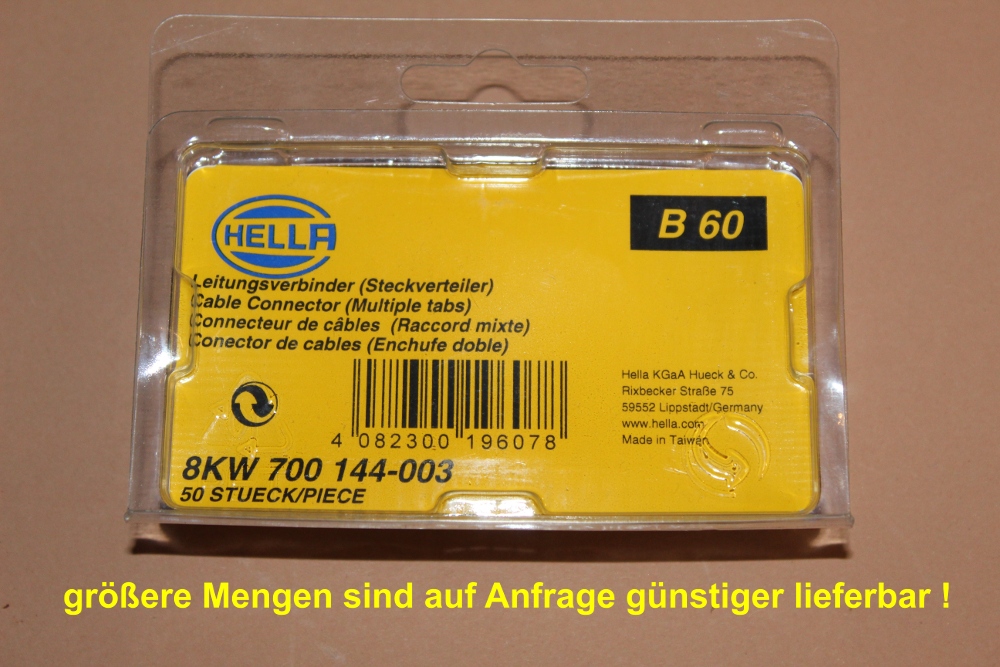 HELLA
B 60
Leitungsverbinder (Steckverteiler)
Cable Connector (Multiple tabs)
Connecteur de câbles (Raccord mixte)
Conector de cables (Enchufe doble)
Hella KGaA Hueck & Co.
Rixbecker Straße 75
59552 Lippstadt/Germany
www.hella.com
Made in Taiwan
4 082300 196078
8KW 700 144-003
50 STUECK/PIECE
größere Mengen sind auf Anfrage günstiger lieferbar !